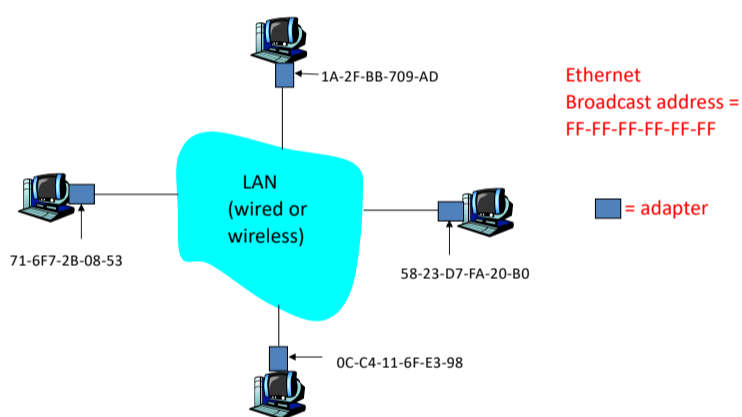 1A-2F-BB-709-AD
Ethernet
Broadcast address =
FF-FF-FF-FF-FF-FF
LAN
(wired or
wireless)
= adapter
71-6F7-2B-08-53
58-23-D7-FA-20-B0
0C-C4-11-6F-E3-98